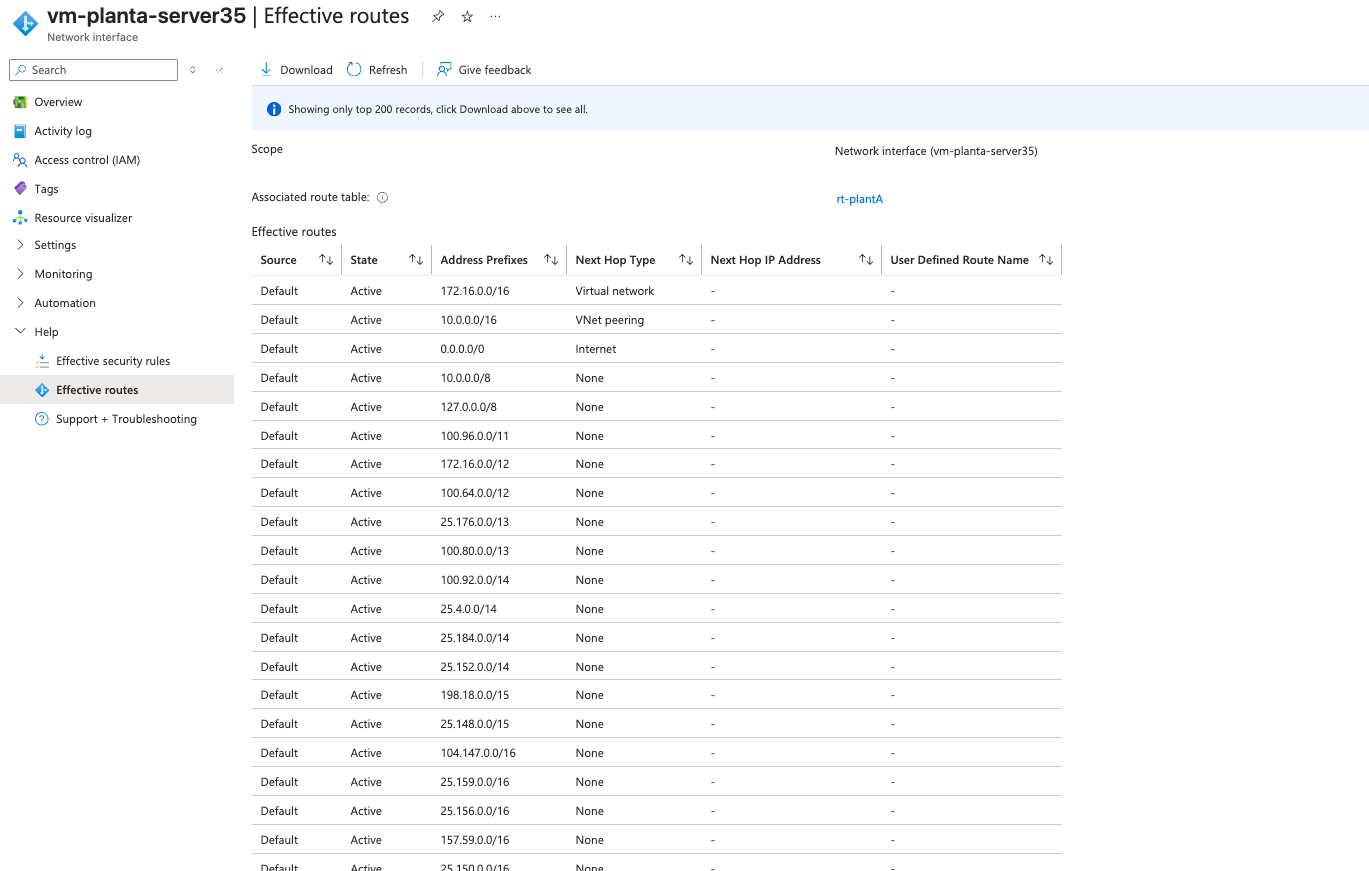 vm-planta-server35 | Effective routes
Network interface
Search
Overview
Activity log
Access control (IAM)
Tags
Resource visualizer
Settings
Monitoring
Automation
Help
Effective security rules
Effective routes
Support + Troubleshooting
Download Refresh Give feedback
Showing only top 200 records, click Download above to see all.
Scope Network interface (vm-planta-server35)
Associated route table: rt-plantA
Effective routes
Source State Address Prefixes Next Hop Type Next Hop IP Address User Defined Route Name
Default Active 172.16.0.0/16 Virtual network - -
Default Active 10.0.0.0/16 VNet peering - -
Default Active 0.0.0.0/0 Internet - -
Default Active 10.0.0.0/8 None - -
Default Active 127.0.0.0/8 None - -
Default Active 100.96.0.0/11 None - -
Default Active 172.16.0.0/12 None - -
Default Active 100.64.0.0/12 None - -
Default Active 25.176.0.0/13 None - -
Default Active 100.80.0.0/13 None - -
Default Active 100.92.0.0/14 None - -
Default Active 25.4.0.0/14 None - -
Default Active 25.184.0.0/14 None - -
Default Active 25.152.0.0/14 None - -
Default Active 198.18.0.0/15 None - -
Default Active 25.148.0.0/15 None - -
Default Active 104.147.0.0/16 None - -
Default Active 25.159.0.0/16 None - -
Default Active 25.156.0.0/16 None - -
Default Active 157.59.0.0/16 None - -
Default Active 25.150.0.0/16 None - -